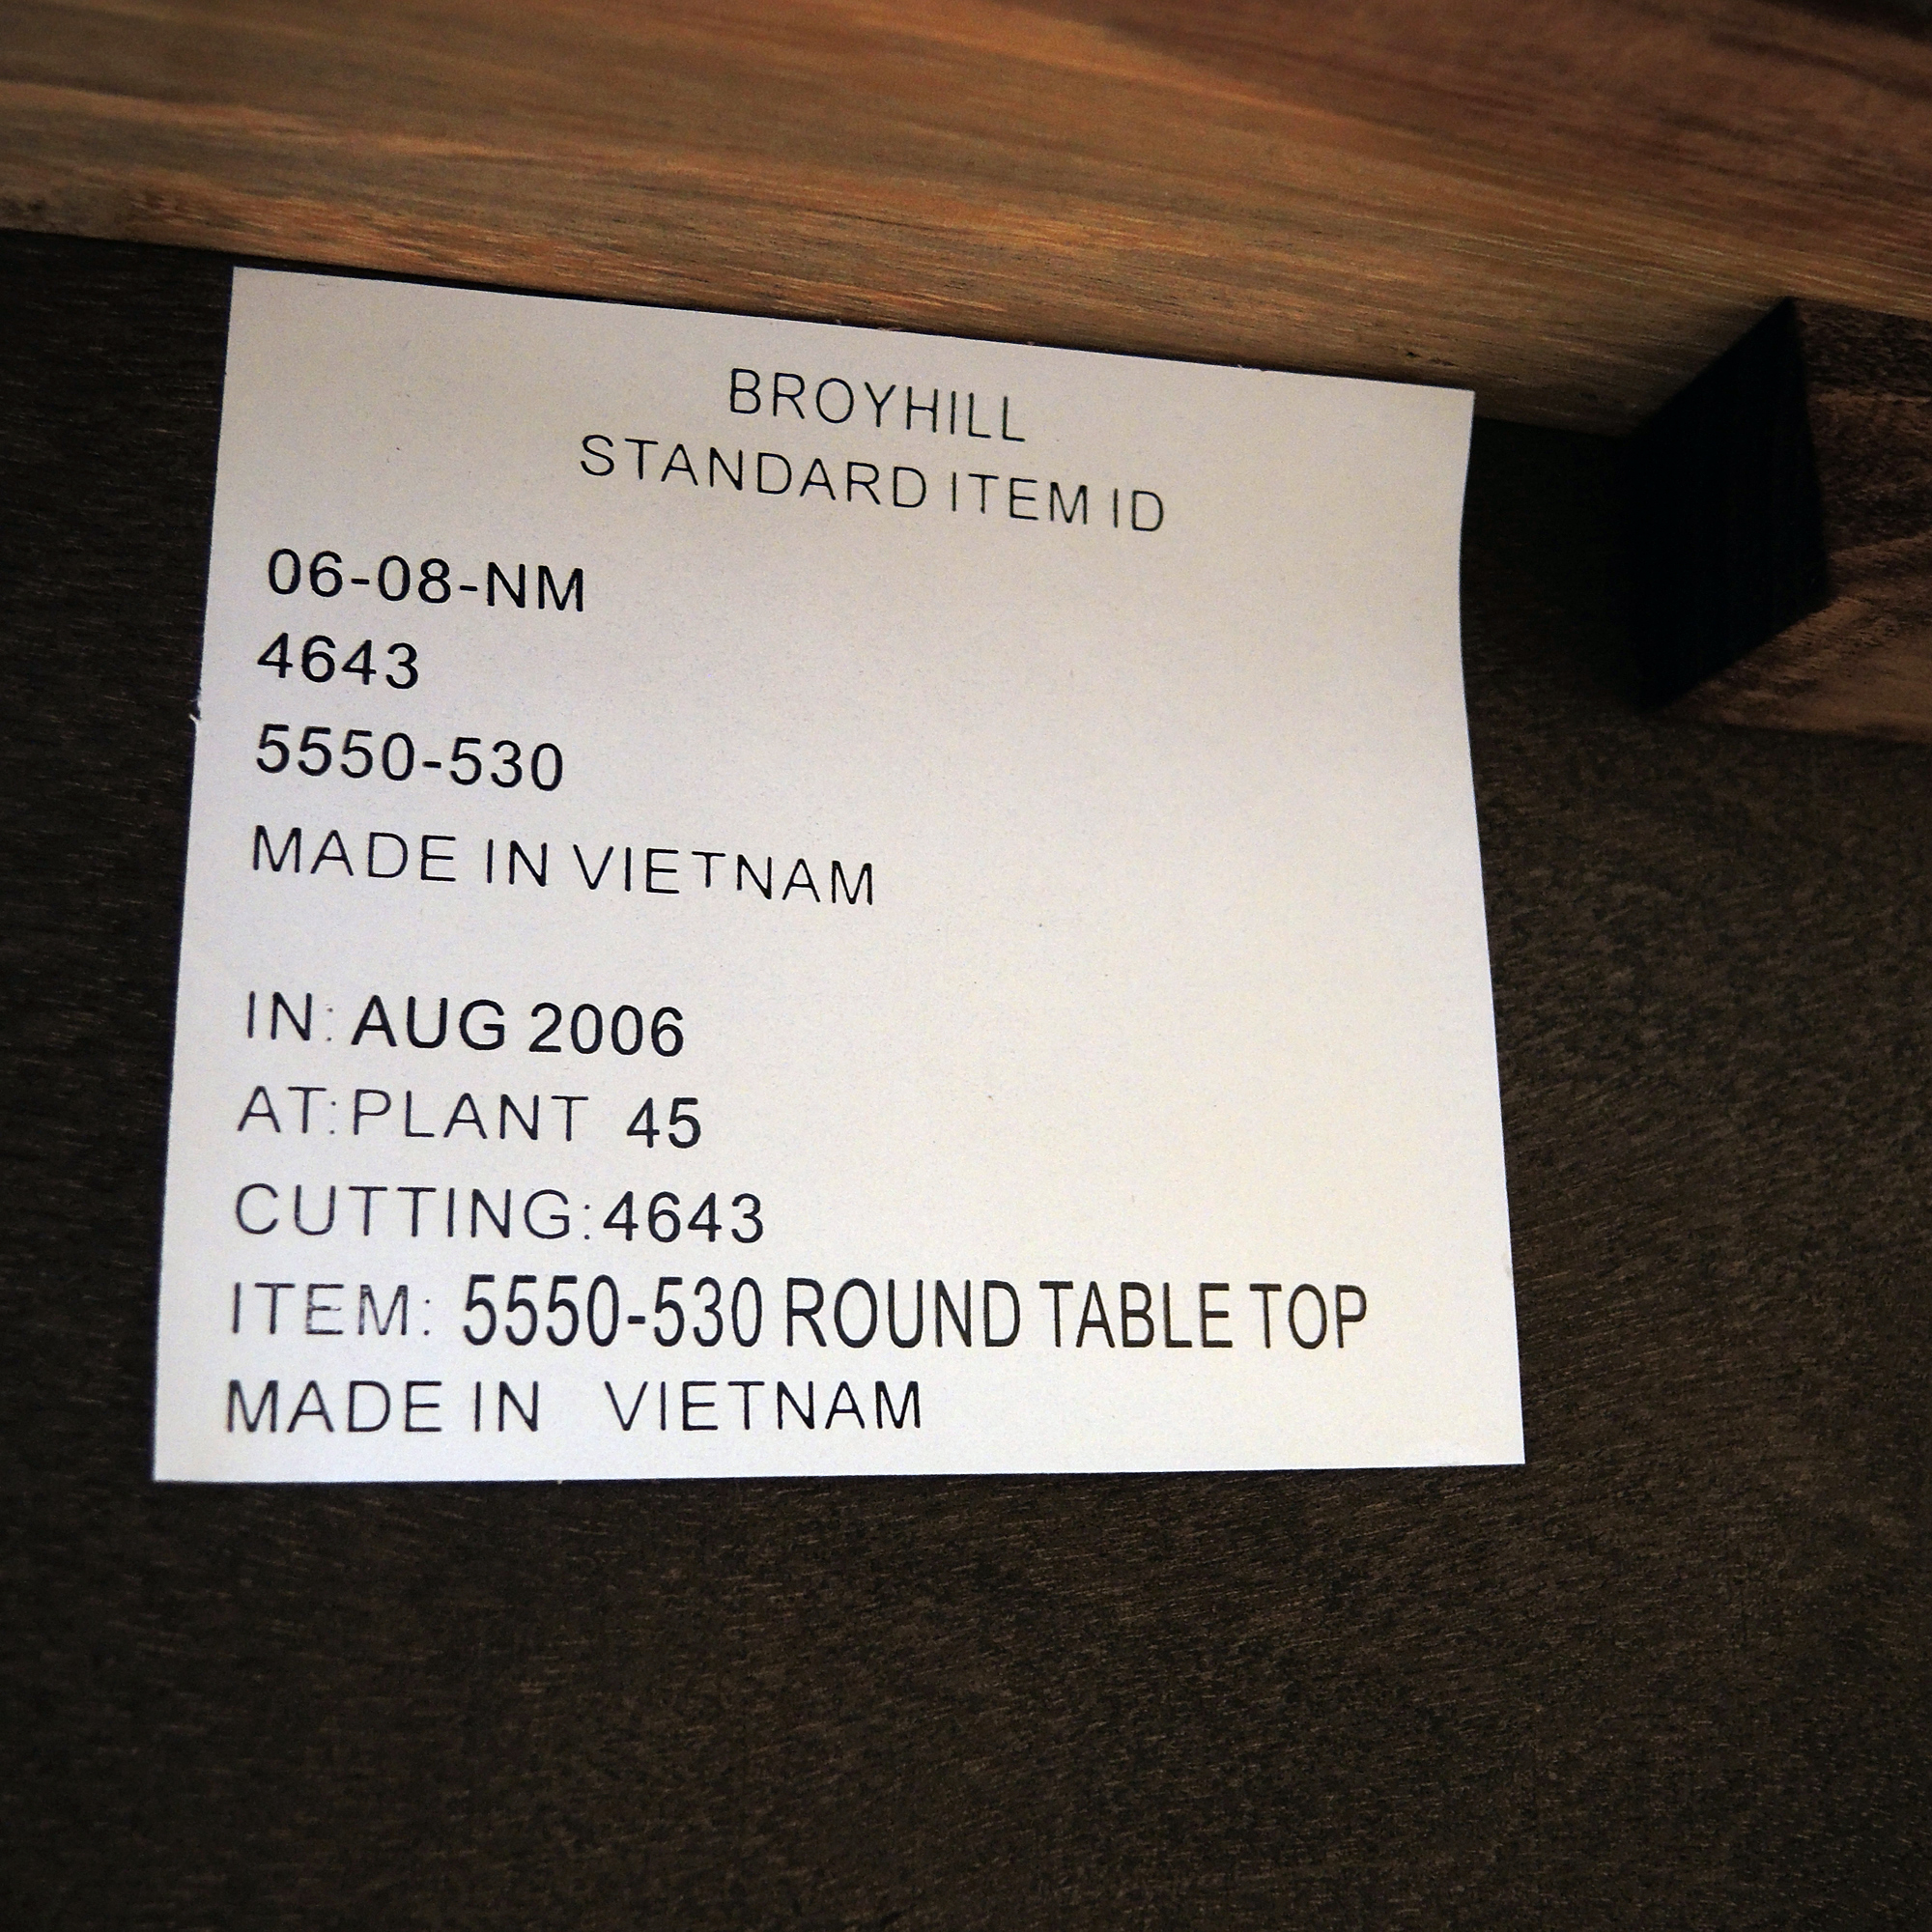 BROYHILL
STANDARD ITEM ID
06-08-NM
4643
5550-530
MADE IN VIETNAM
IN: AUG 2006
AT:PLANT 45
CUTTING:4643
ITEM: 5550-530 ROUND TABLE TOP
MADE IN VIETNAM